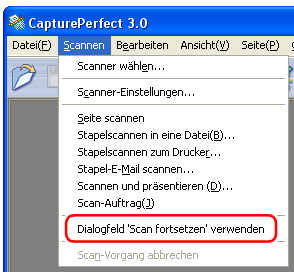 CapturePerfect 3.0
Datei(F) Scannen Bearbeiten Ansicht(V) Seite(P)
Scanner wählen...
Scanner-Einstellungen...
Seite scannen
Stapelscannen in eine Datei(B)...
Stapelscannen zum Drucker...
Stapel-E-Mail scannen...
Scannen und präsentieren (D)...
Scan-Auftrag(J)
Dialogfeld 'Scan fortsetzen' verwenden
Scan-Vorgang abbrechen